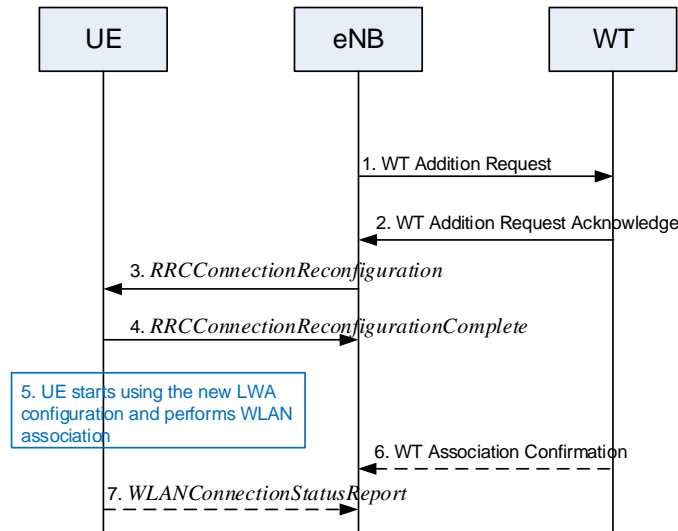 UE
eNB
WT
1. WT Addition Request
2. WT Addition Request Acknowledge
3. RRCConnectionReconfiguration
4. RRCConnectionReconfigurationComplete
5. UE starts using the new LWA
configuration and performs WLAN
association
6. WT Association Confirmation
7. WLANConnectionStatusReport